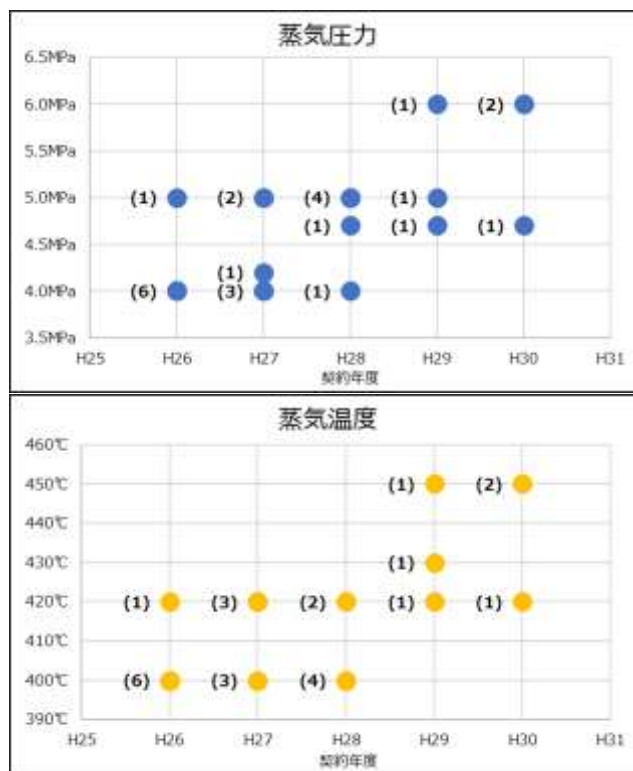 蒸気圧力
6.5MPa
6.0MPa (1) (2)
5.5MPa
5.0MPa (1) (2) (4) (1)
(1) (1) (1)
4.5MPa
(1)
4.0MPa (6) (3) (1)
3.5MPa
H25 H26 H27 H28 H29 H30 H31
契約年度
蒸気温度
460℃
450℃ (1) (2)
440℃
430℃ (1)
420℃ (1) (3) (2) (1) (1)
410℃
400℃ (6) (3) (4)
390℃
H25 H26 H27 H28 H29 H30 H31
契約年度